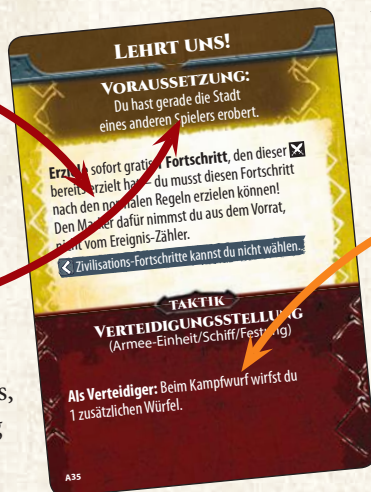 LEHRT UNS!
VORAUSSETZUNG:
Du hast gerade die Stadt
eines anderen Spielers erobert.
sofort gratis Fortschritt, den dieser
bereits erzielt hat – du musst diesen Fortschritt
nach den normalen Regeln erzielen können!
Den Marker dafür nimmst du aus dem Vorrat,
nicht vom Ereignis-Zähler.
Zivilisations-Fortschritte kannst du nicht wählen.
TAKTIK
VERTEIDIGUNGSSTELLUNG
(Armee-Einheit/Schiff/Festung)
Als Verteidiger: Beim Kampfwurf wirfst du
1 zusätzlichen Würfel.
A35
s,
g